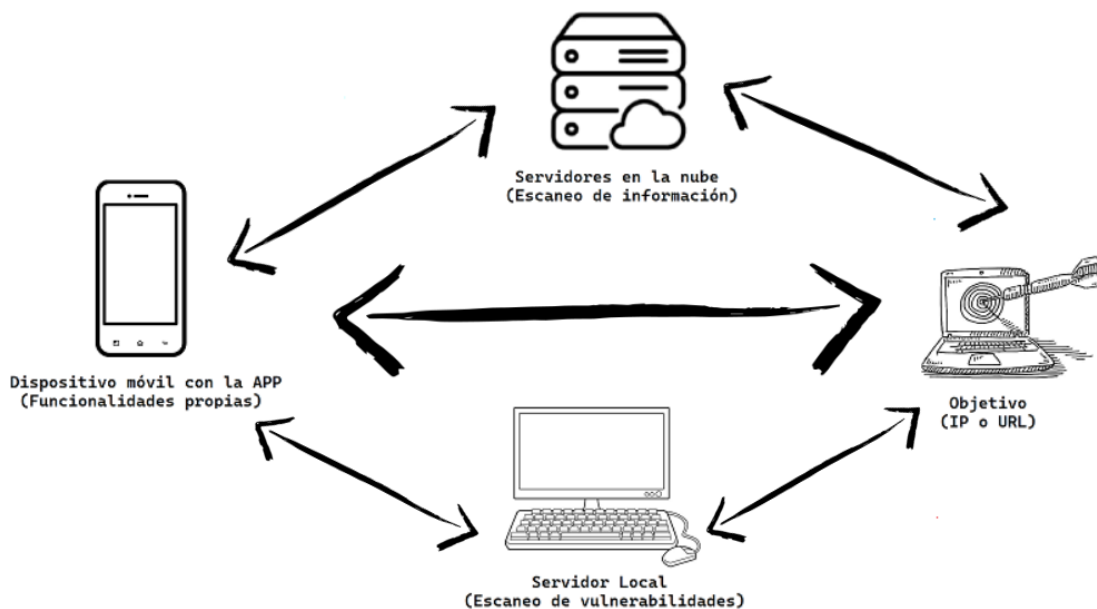 Servidores en la nube
(Escaneo de información)
Dispositivo móvil con la APP
(Funcionalidades propias)
Objetivo
(IP o URL)
Servidor Local
(Escaneo de vulnerabilidades)